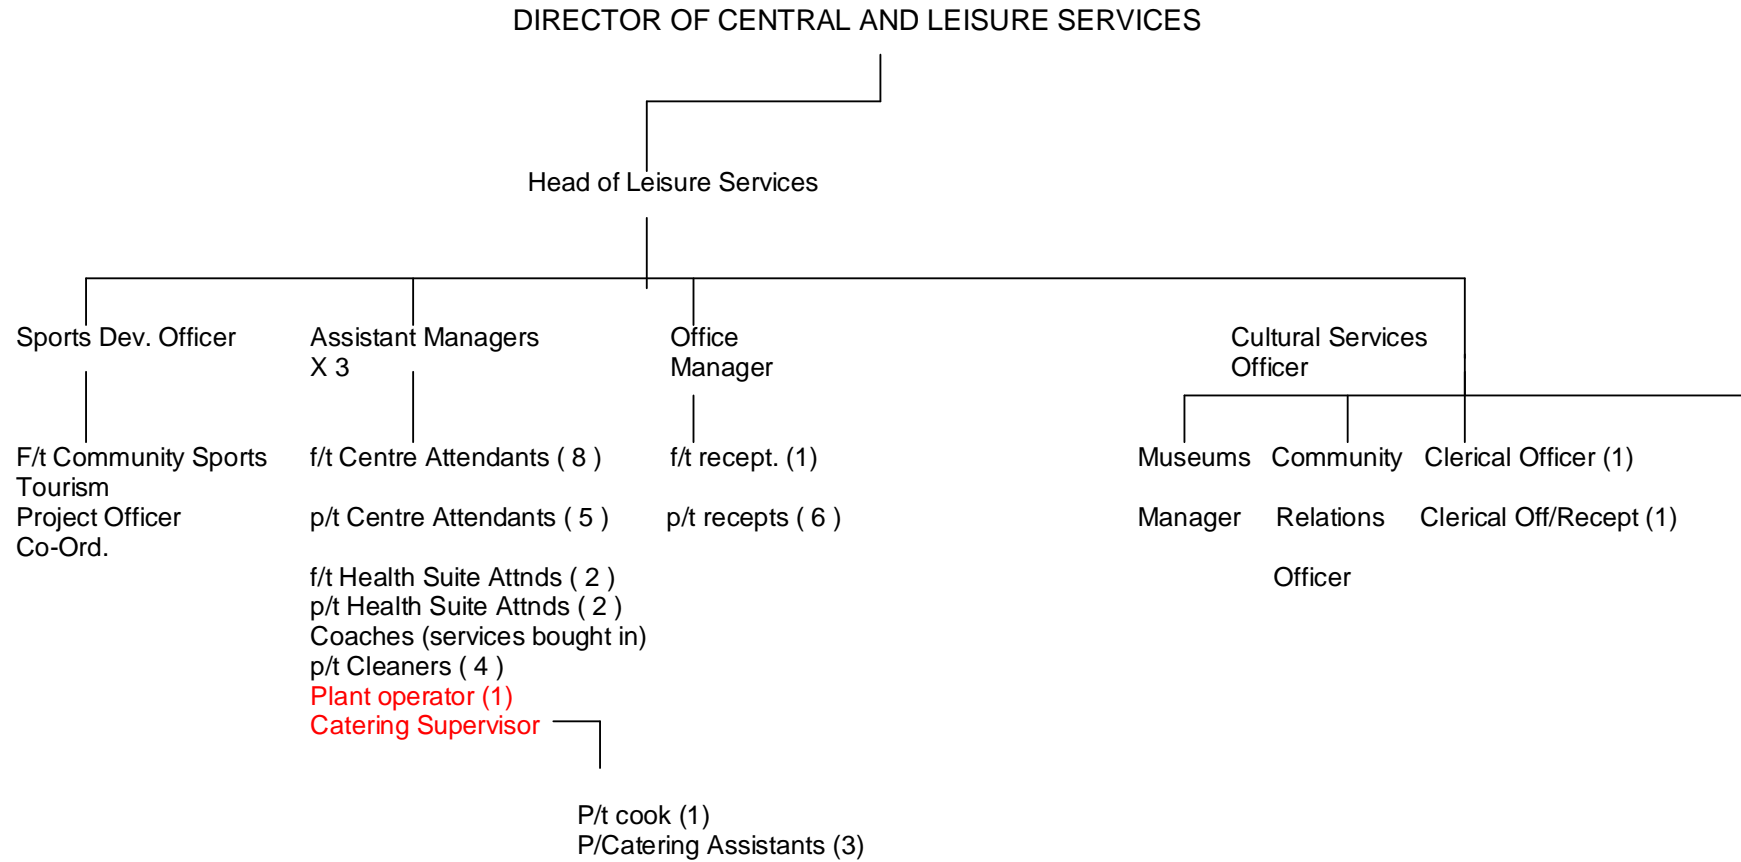 DIRECTOR OF CENTRAL AND LEISURE SERVICES
Head of Leisure Services
Sports Dev. Officer
Assistant Managers
X 3
Office
Manager
Cultural Services
Officer
F/t Community Sports
Tourism
Project Officer
Co-Ord.
f/t Centre Attendants ( 8 )
p/t Centre Attendants ( 5 )
f/t Health Suite Attnds ( 2 )
p/t Health Suite Attnds ( 2 )
Coaches (services bought in)
p/t Cleaners ( 4 )
Plant operator (1)
Catering Supervisor
P/t cook (1)
P/Catering Assistants (3)
f/t recept. (1)
p/t recepts ( 6 )
Museums
Manager
Community
Relations
Officer
Clerical Officer (1)
Clerical Off/Recept (1)